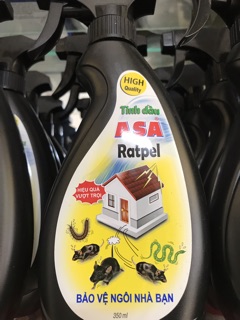 HIGH
Quality
Tinh dầu
ASA
Ratpel
HIỆU QUẢ
VƯỢT TRỘI
BẢO VỆ NGÔI NHÀ BẠN
350 ml